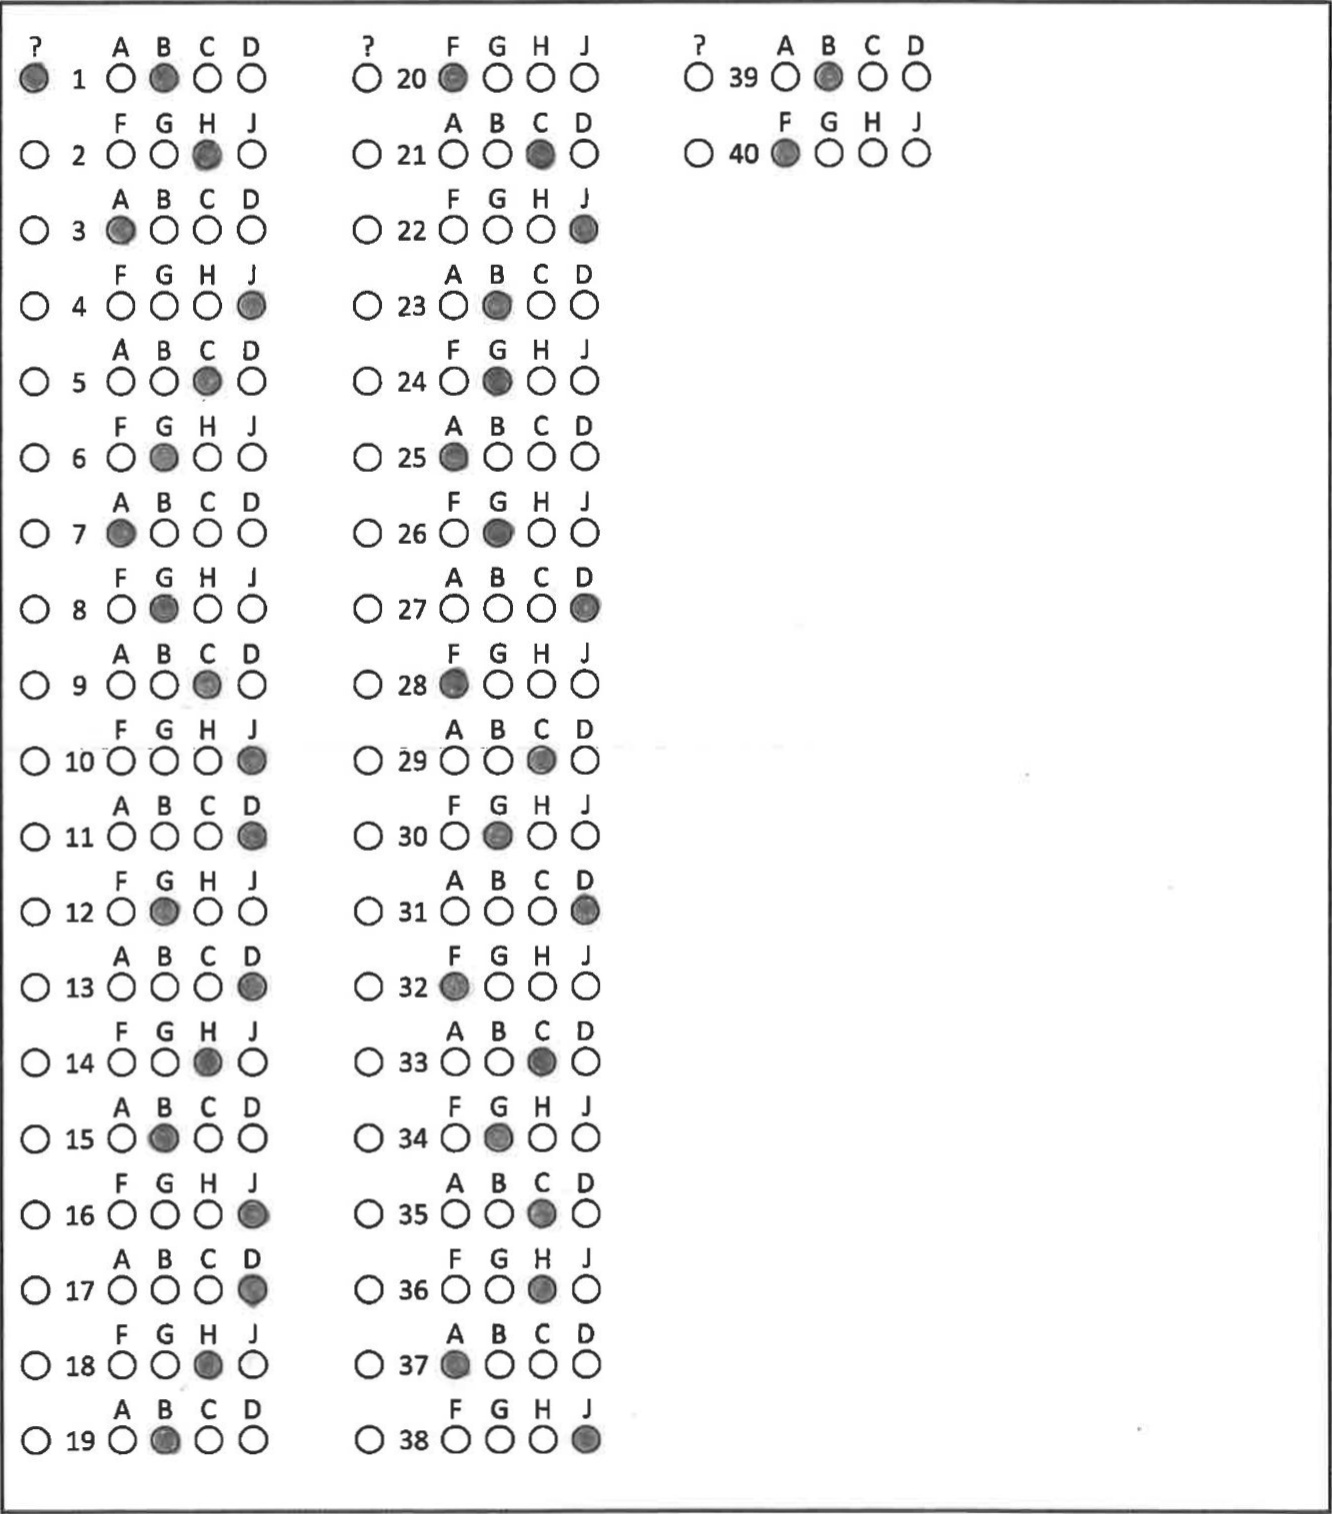 ? A B C D
1
F G H J
2
A B C D
3
F G H J
4
A B C D
5
F G H J
6
A B C D
7
F G H J
8
A B C D
9
F G H J
10
A B C D
11
F G H J
12
A B C D
13
F G H J
14
A B C D
15
F G H J
16
A B C D
17
F G H J
18
A B C D
19
? F G H J
20
A B C D
21
F G H J
22
A B C D
23
F G H J
24
A B C D
25
F G H J
26
A B C D
27
F G H J
28
A B C D
29
F G H J
30
A B C D
31
F G H J
32
A B C D
33
F G H J
34
A B C D
35
F G H J
36
A B C D
37
F G H J
38
? A B C D
39
F G H J
40